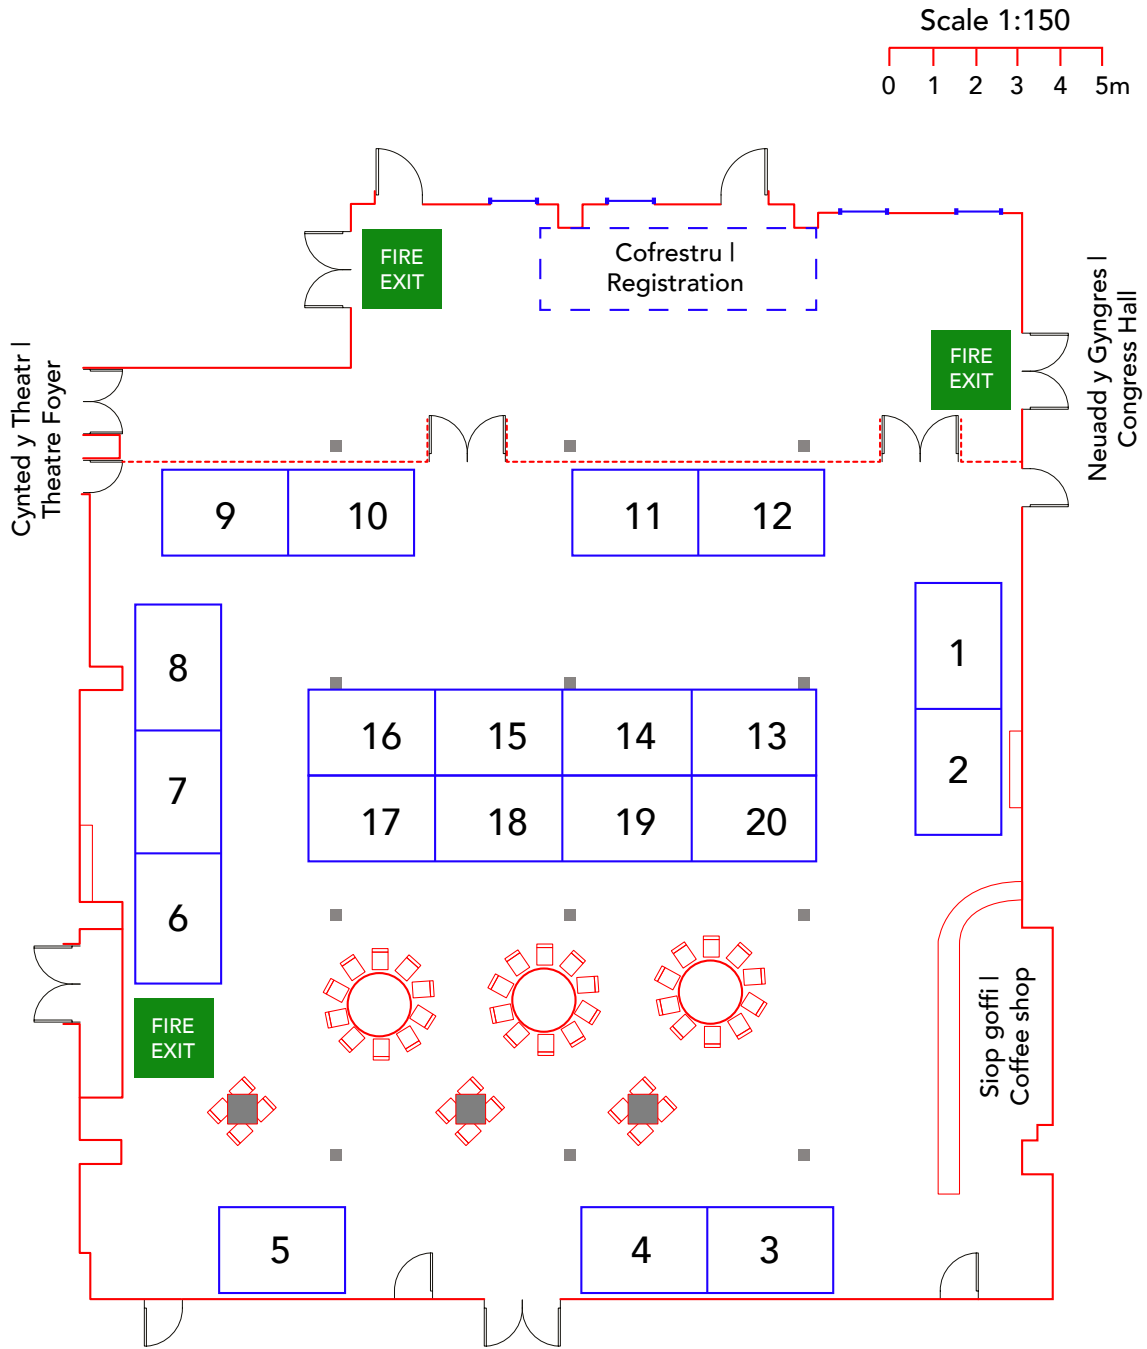 Scale 1:150
0 1 2 3 4 5m
FIRE
EXIT
Cofrestru |
Registration
FIRE
EXIT
Neuadd y Gyngres |
Congress Hall
Cynted y Theatr |
Theatre Foyer
9 10 11 12
8
7
6
1
2
16 15 14 13
17 18 19 20
FIRE
EXIT
Siop goffi |
Coffee shop
5 4 3